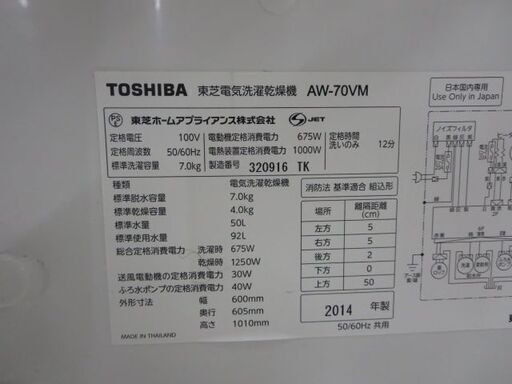 TOSHIBA 東芝電気洗濯乾燥機 AW-70VM
日本国内専用
Use Only in Japan
PS E 東芝ホームアプライアンス株式会社 S JET
定格電圧 100V 電動機定格消費電力 675W 定格時間 12分
定格周波数 50/60Hz 電熱装置定格消費電力 1000W 洗いのみ
標準洗濯容量 7.0kg 製造番号 320916 TK
種類 電気洗濯乾燥機
標準脱水容量 7.0kg
標準乾燥容量 4.0kg
標準水量 50L
標準使用水量 92L
総合定格消費電力 洗濯時 675W
乾燥時 1250W
送風電動機の定格消費電力 30W
ふろ水ポンプの定格消費電力 40W
外形寸法 幅 600mm
奥行 605mm
高さ 1010mm
MADE IN THAILAND
消防法 基準適合 組込形
場所 離隔距離(cm)
左方 5
右方 5
後方 2
下方 0
上方 50
2014 年製
50/60Hz 共用
ノイズフィルタ